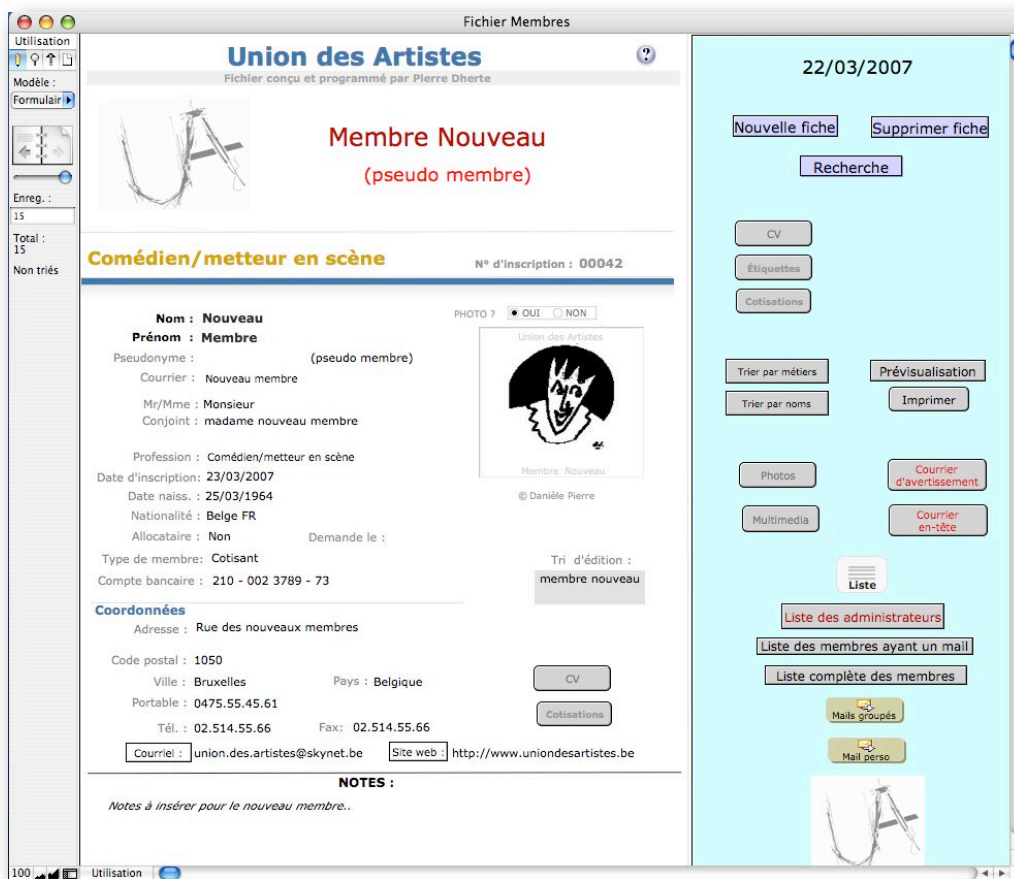 Fichier Membres
Utilisation
Modèle :
Formulair
Enreg. :
15
Total :
15
Non triés
Union des Artistes
?
Fichier conçu et programmé par Pierre Dherte
UA
Membre Nouveau
(pseudo membre)
Comédien/metteur en scène
N° d'inscription : 00042
Nom : Nouveau
Prénom : Membre
Pseudonyme : (pseudo membre)
Courrier : Nouveau membre
Mr/Mme : Monsieur
Conjoint : madame nouveau membre
Profession : Comédien/metteur en scène
Date d'inscription: 23/03/2007
Date naiss. : 25/03/1964
Nationalité : Belge FR
Allocataire : Non Demande le :
Type de membre: Cotisant
Compte bancaire : 210 - 002 3789 - 73
PHOTO ? OUI NON
Union des Artistes
Membre Nouveau
© Danièle Pierre
Tri d'édition :
membre nouveau
Coordonnées
Adresse : Rue des nouveaux membres
Code postal : 1050
Ville : Bruxelles Pays : Belgique
Portable : 0475.55.45.61
Tél. : 02.514.55.66 Fax: 02.514.55.66
CV
Cotisations
Courriel : union.des.artistes@skynet.be Site web : http://www.uniondesartistes.be
NOTES :
Notes à insérer pour le nouveau membre..
22/03/2007
Nouvelle fiche Supprimer fiche
Recherche
CV
Étiquettes
Cotisations
Trier par métiers Prévisualisation
Trier par noms Imprimer
Photos Courrier
d'avertissement
Multimedia Courrier
en-tête
Liste
Liste des administrateurs
Liste des membres ayant un mail
Liste complète des membres
Mails groupés
Mail perso
UA
100 Utilisation